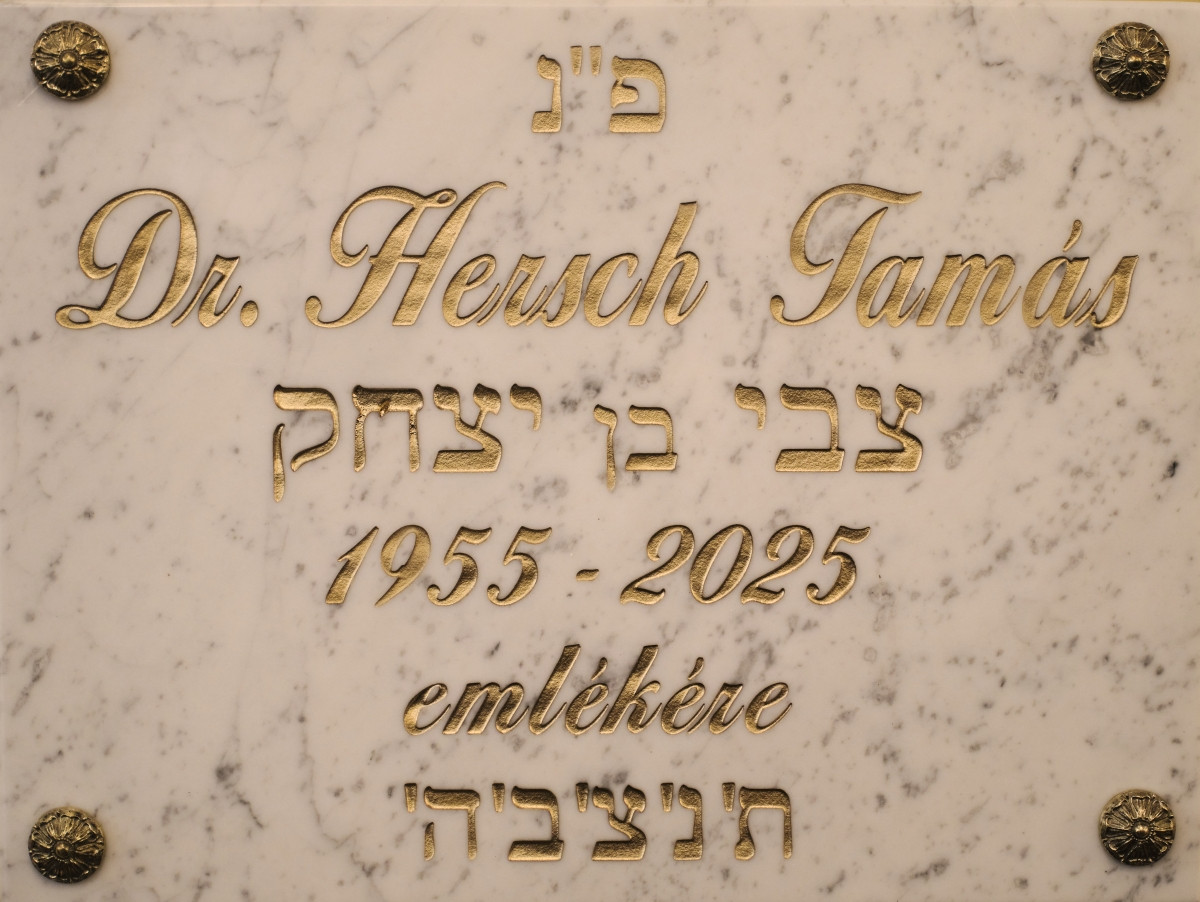 פ"נ
Dr. Hersch Tamás
צבי בן יצחק
1955 - 2025
emlékére
ת'נ'צ'ב'ה'